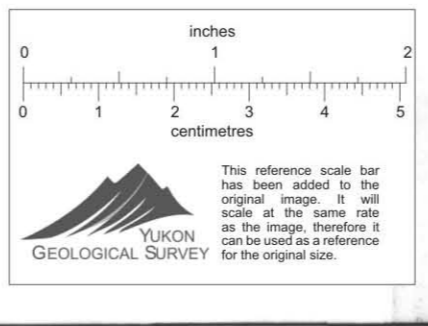 inches
0 1 2
0 1 2 3 4 5
centimetres
This reference scale bar
has been added to the
original image. It will
scale at the same rate
as the image, therefore it
can be used as a reference
for the original size.
YUKON
GEOLOGICAL SURVEY